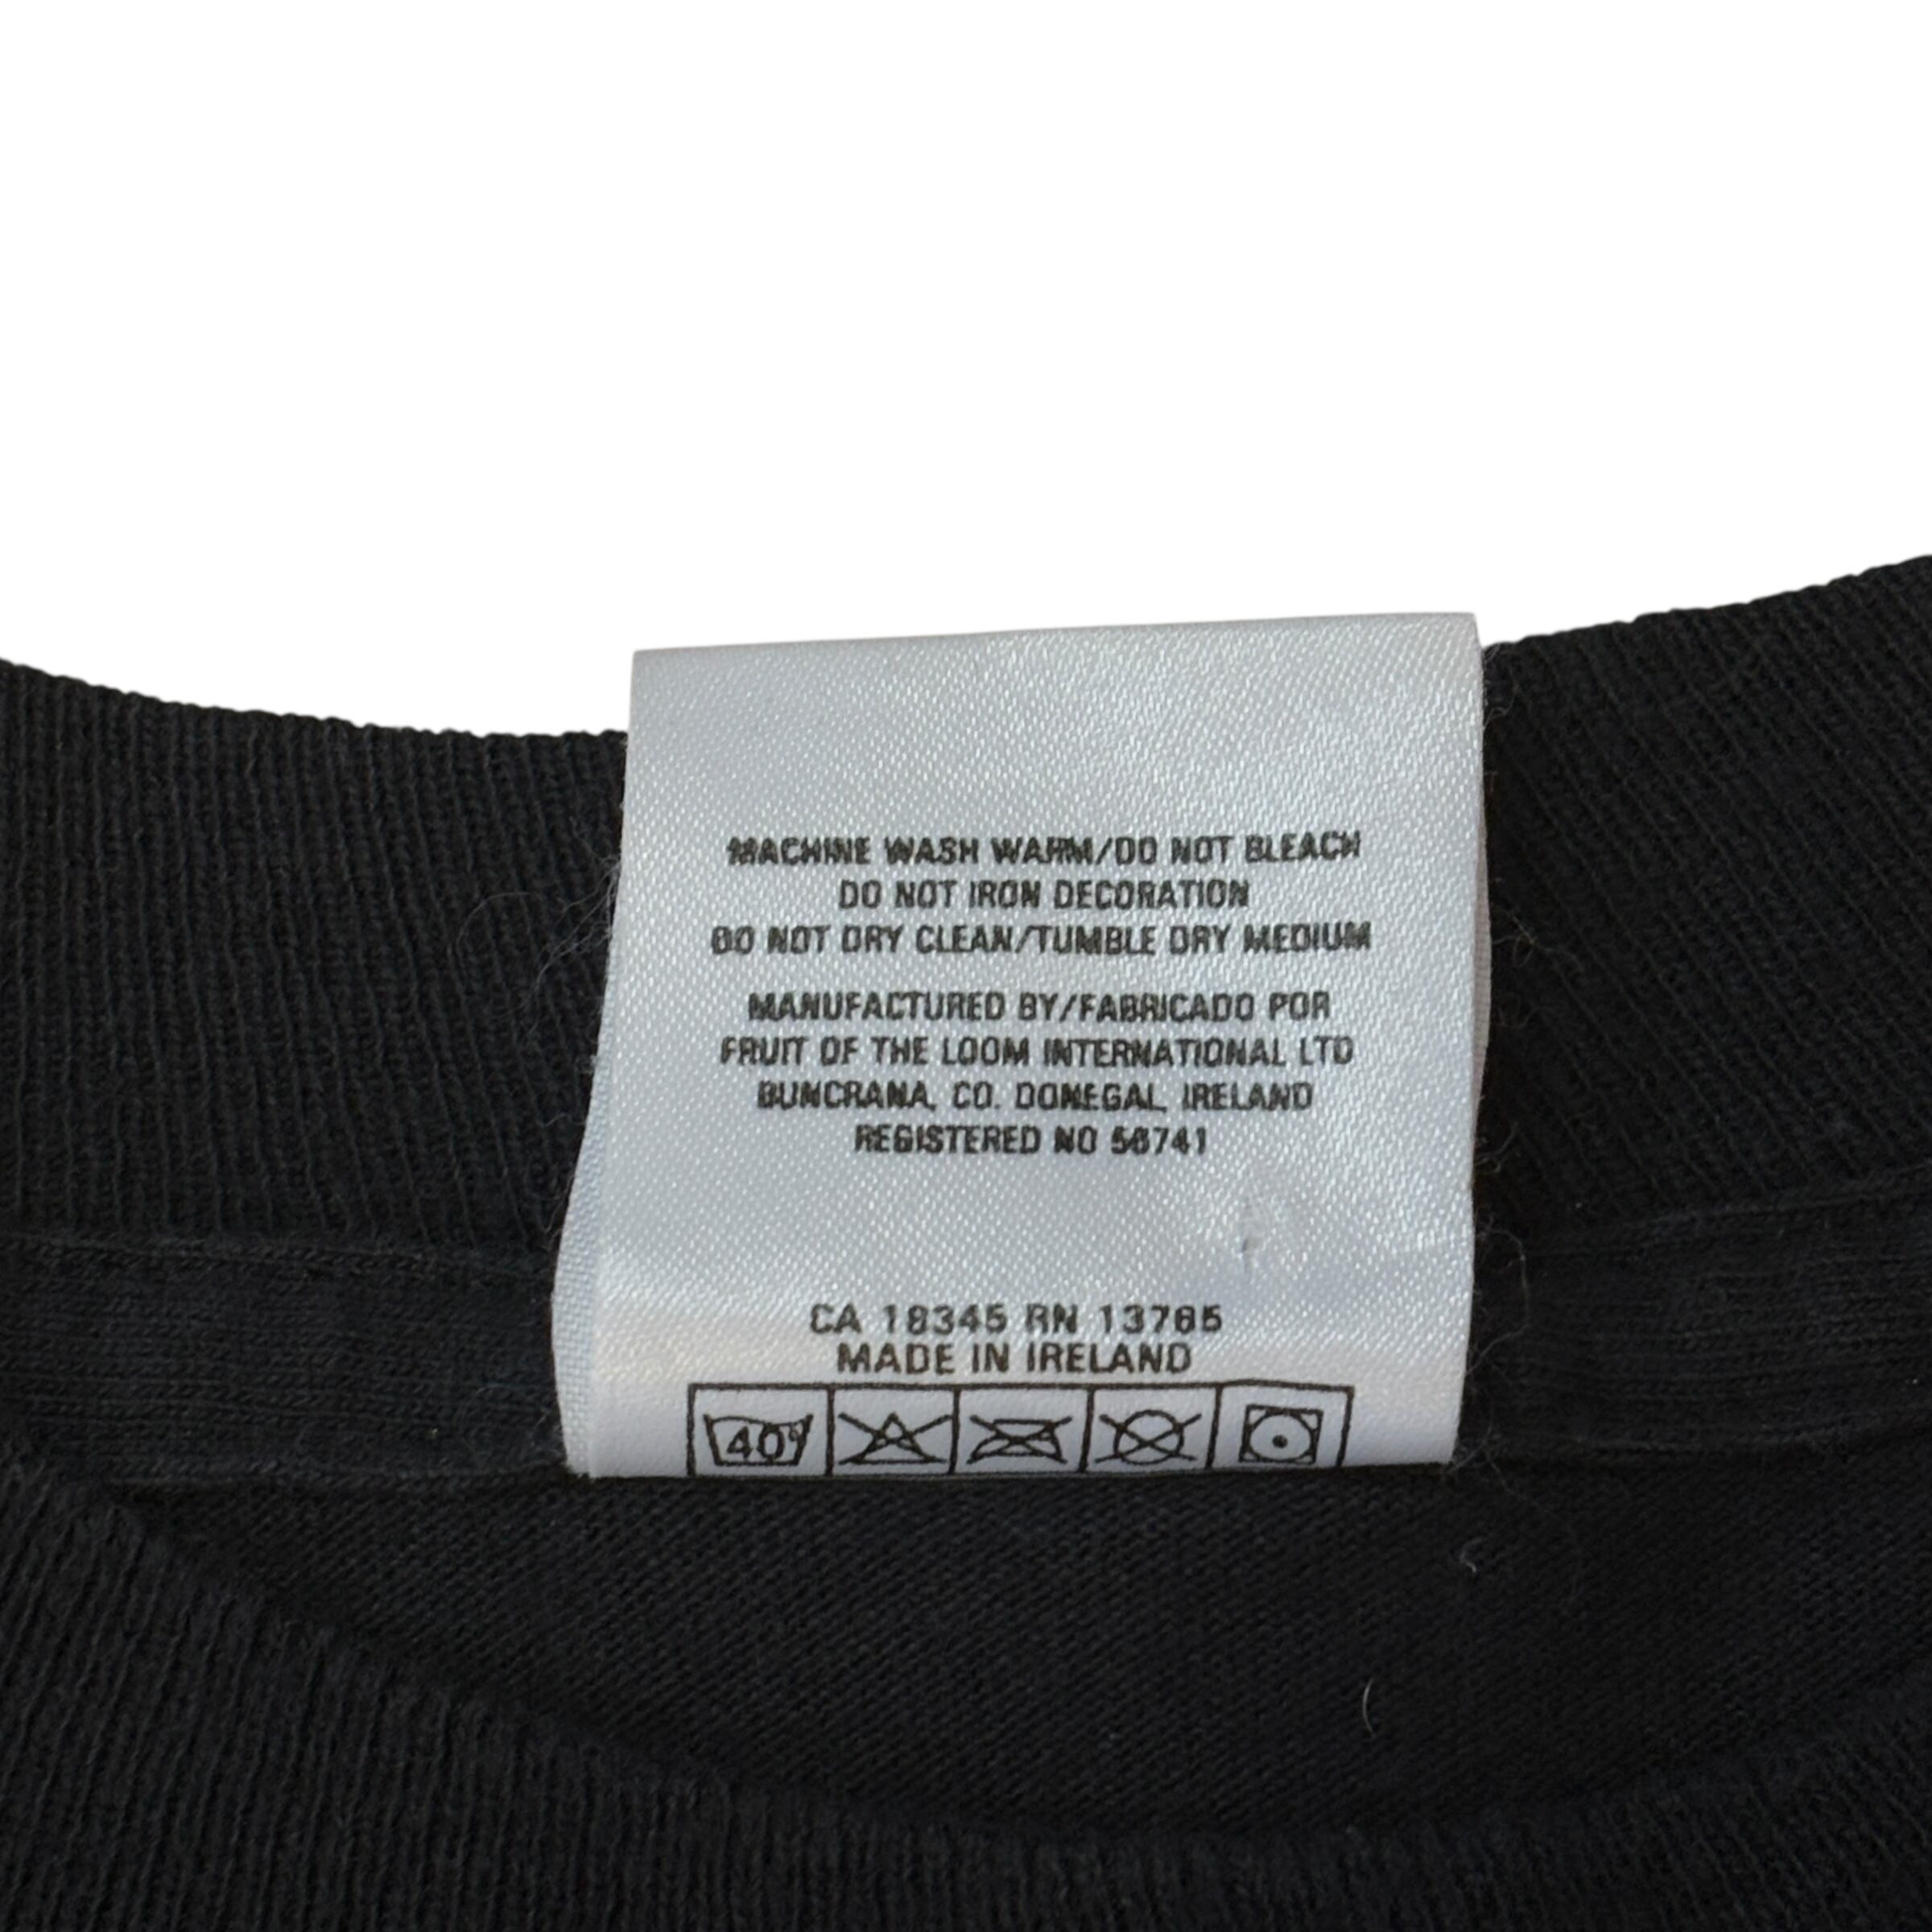 MACHINE WASH WARM/DO NOT BLEACH
DO NOT IRON DECORATION
DO NOT DRY CLEAN/TUMBLE DRY MEDIUM
MANUFACTURED BY/FABRICADO POR
FRUIT OF THE LOOM INTERNATIONAL LTD
BUNCRANA, CO. DONEGAL, IRELAND
REGISTERED NO 56741
CA 18345 RN 13765
MADE IN IRELAND
40°